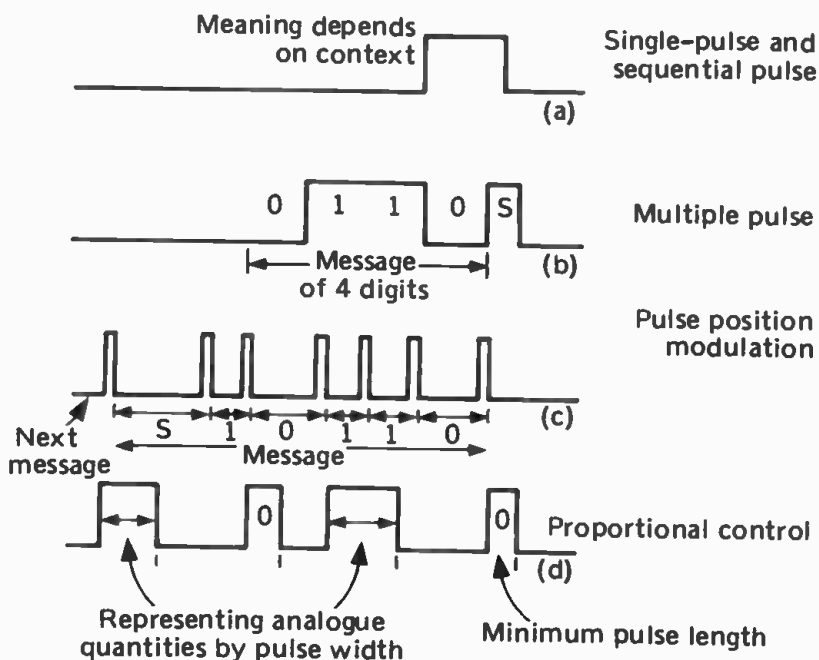 Meaning depends
on context
Single-pulse and
sequential pulse
(a)
0 1 1 0 S
Multiple pulse
(b)
Message
of 4 digits
Pulse position
modulation
(c)
S 1 0 1 1 0
Next
message
Message
0 0
Proportional control
(d)
Representing analogue
quantities by pulse width
Minimum pulse length